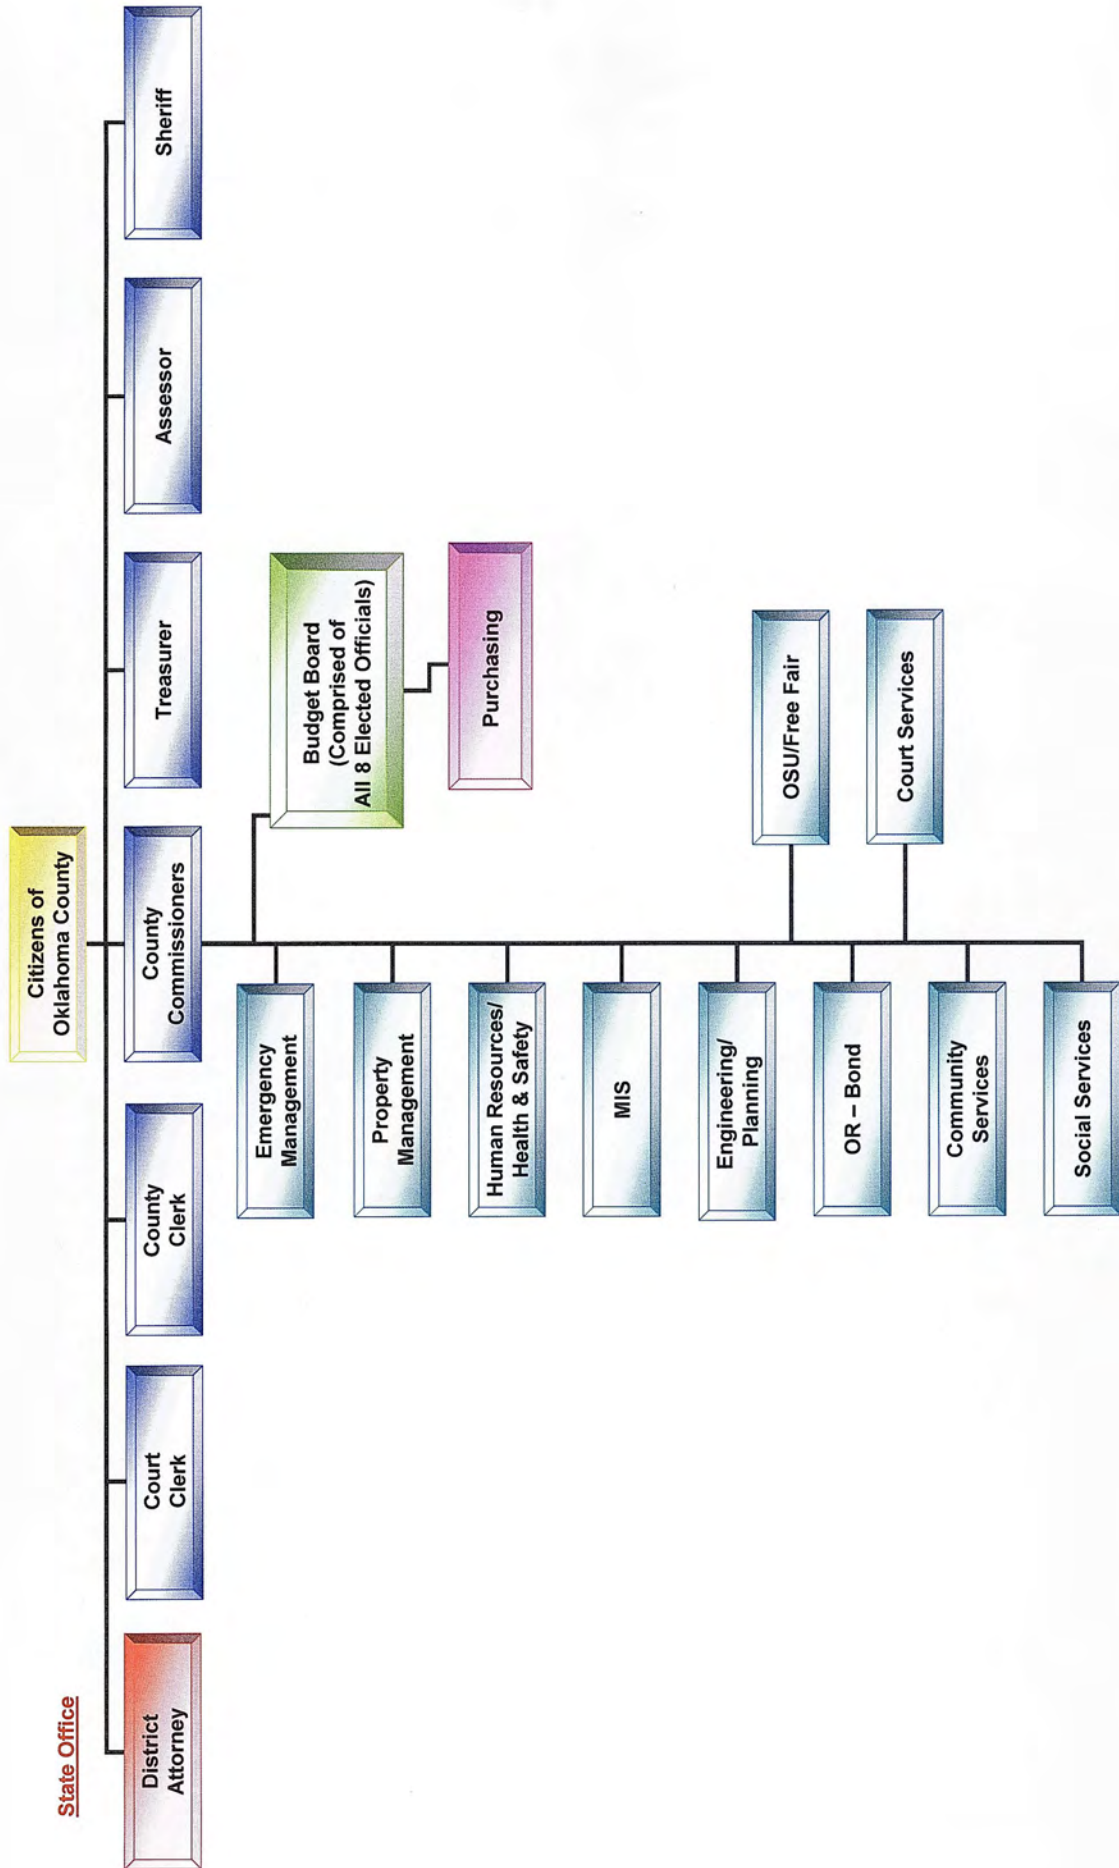 Citizens of
Oklahoma County
State Office
District
Attorney
Court
Clerk
County
Clerk
County
Commissioners
Treasurer
Assessor
Sheriff
Budget Board
(Comprised of
All 8 Elected Officials)
Purchasing
Emergency
Management
Property
Management
Human Resources/
Health & Safety
MIS
Engineering/
Planning
OSU/Free Fair
OR – Bond
Court Services
Community
Services
Social Services